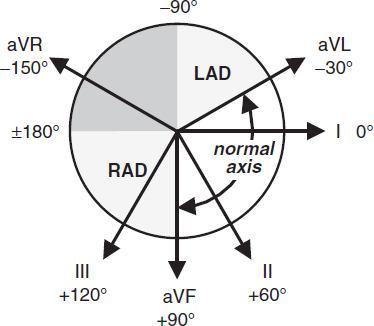 –90°
aVR
–150°
aVL
–30°
LAD
±180°
I 0°
normal
axis
RAD
III
+120°
aVF
+90°
II
+60°